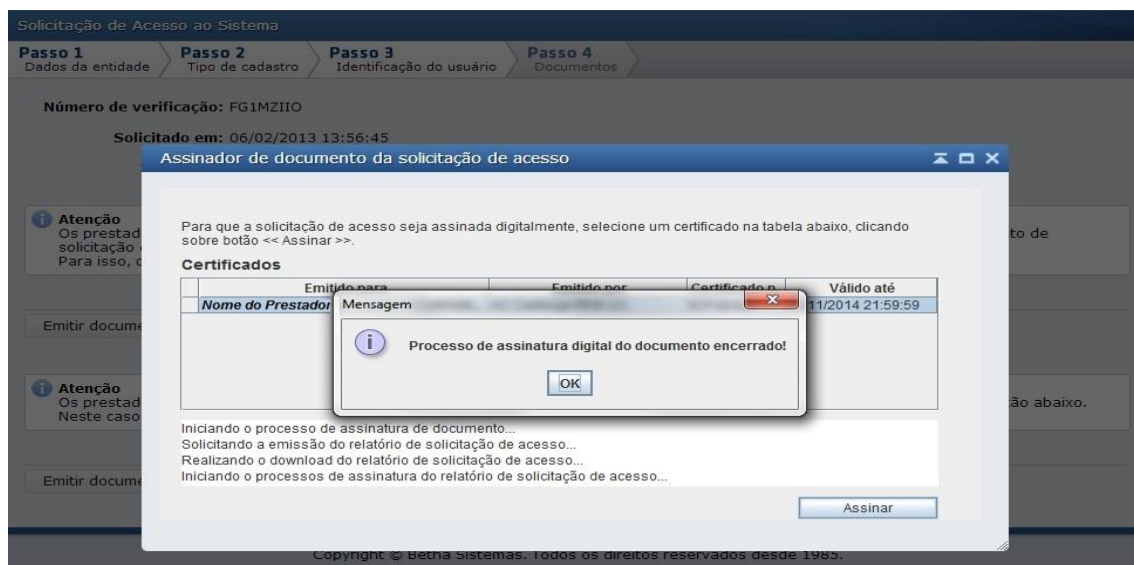 Solicitação de Acesso ao Sistema
Passo 1 Passo 2 Passo 3 Passo 4
Dados da entidade Tipo de cadastro Identificação do usuário Documentos
Número de verificação: FG1MZIIO
Solicitado em: 06/02/2013 13:56:45
Assinador de documento da solicitação de acesso
Atenção
Os prestad to de
solicitação
Para isso,
Para que a solicitação de acesso seja assinada digitalmente, selecione um certificado na tabela abaixo, clicando
sobre botão << Assinar >>.
Certificados
Emitido para Emitido por Certificado Válido até
Nome do Prestador 11/2014 21:59:59
Mensagem
Processo de assinatura digital do documento encerrado!
OK
Emitir docume
Atenção
Os prestad ão abaixo.
Neste caso
Iniciando o processo de assinatura de documento...
Solicitando a emissão do relatório de solicitação de acesso...
Realizando o download do relatório de solicitação de acesso...
Iniciando o processos de assinatura do relatório de solicitação de acesso...
Emitir docume
Assinar
Copyright © Betha Sistemas. Todos os direitos reservados desde 1985.